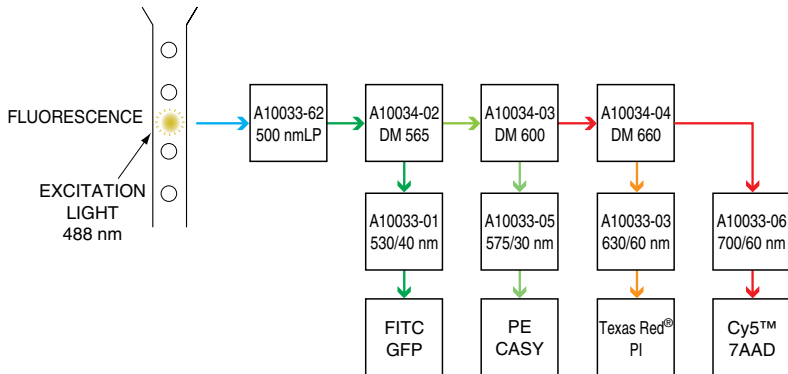 FLUORESCENCE
EXCITATION
LIGHT
488 nm
A10033-62
500 nmLP
A10034-02
DM 565
A10034-03
DM 600
A10034-04
DM 660
A10033-01
530/40 nm
A10033-05
575/30 nm
A10033-03
630/60 nm
A10033-06
700/60 nm
FITC
GFP
PE
CASY
Texas Red®
PI
Cy5™
7AAD